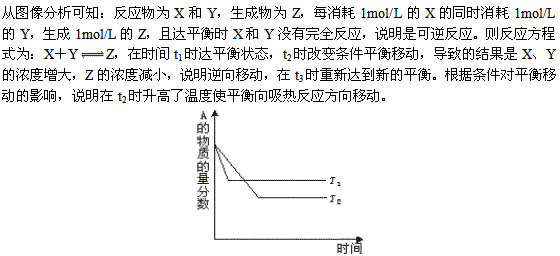 从图像分析可知：反应物为 X 和 Y，生成物为 Z，每消耗 1mol/L 的 X 的同时消耗 1mol/L
的 Y，生成 1mol/L 的 Z，且达平衡时 X 和 Y 没有完全反应，说明是可逆反应。则反应方程
式为：X＋Y⇌Z，在时间 t₁时达平衡状态，t₂时改变条件平衡移动，导致的结果是 X、Y
的浓度增大，Z 的浓度减小，说明逆向移动，在 t₃时重新达到新的平衡。根据条件对平衡移
动的影响，说明在 t₂时升高了温度使平衡向吸热反应方向移动。
A的物质的量分数
T₁
T₂
时间